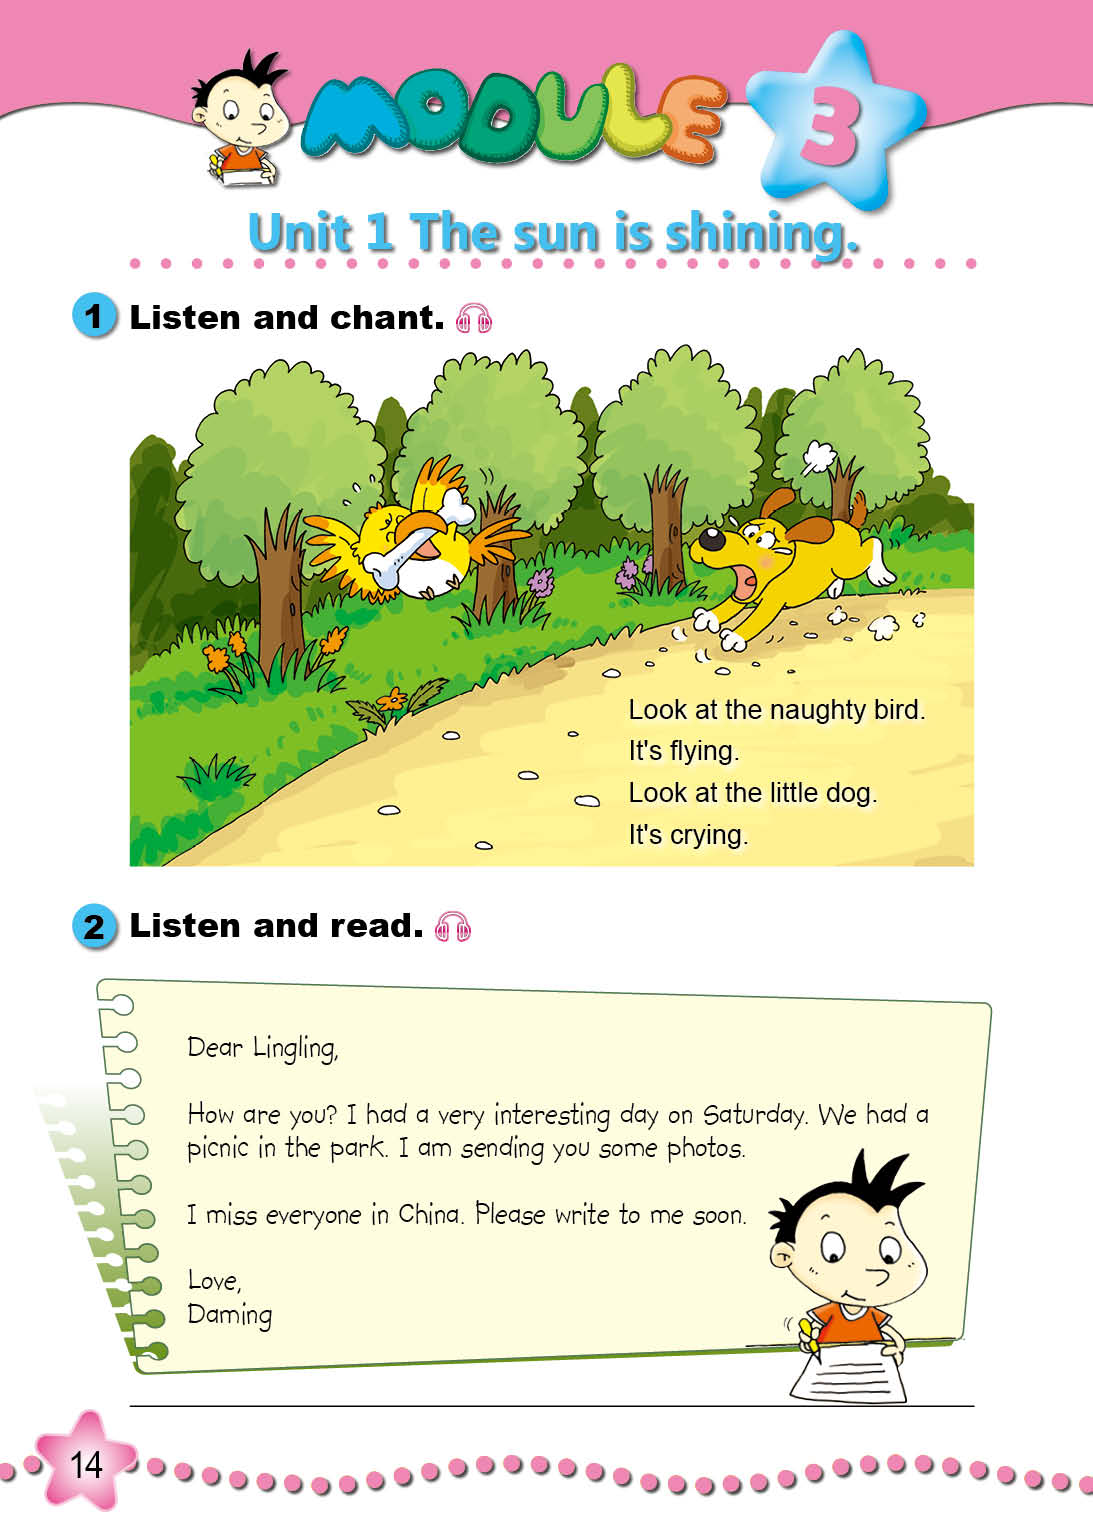 MODULE 3
Unit 1 The sun is shining.
1 Listen and chant.
Look at the naughty bird.
It's flying.
Look at the little dog.
It's crying.
2 Listen and read.
Dear Lingling,
How are you? I had a very interesting day on Saturday. We had a
picnic in the park. I am sending you some photos.
I miss everyone in China. Please write to me soon.
Love,
Daming
14